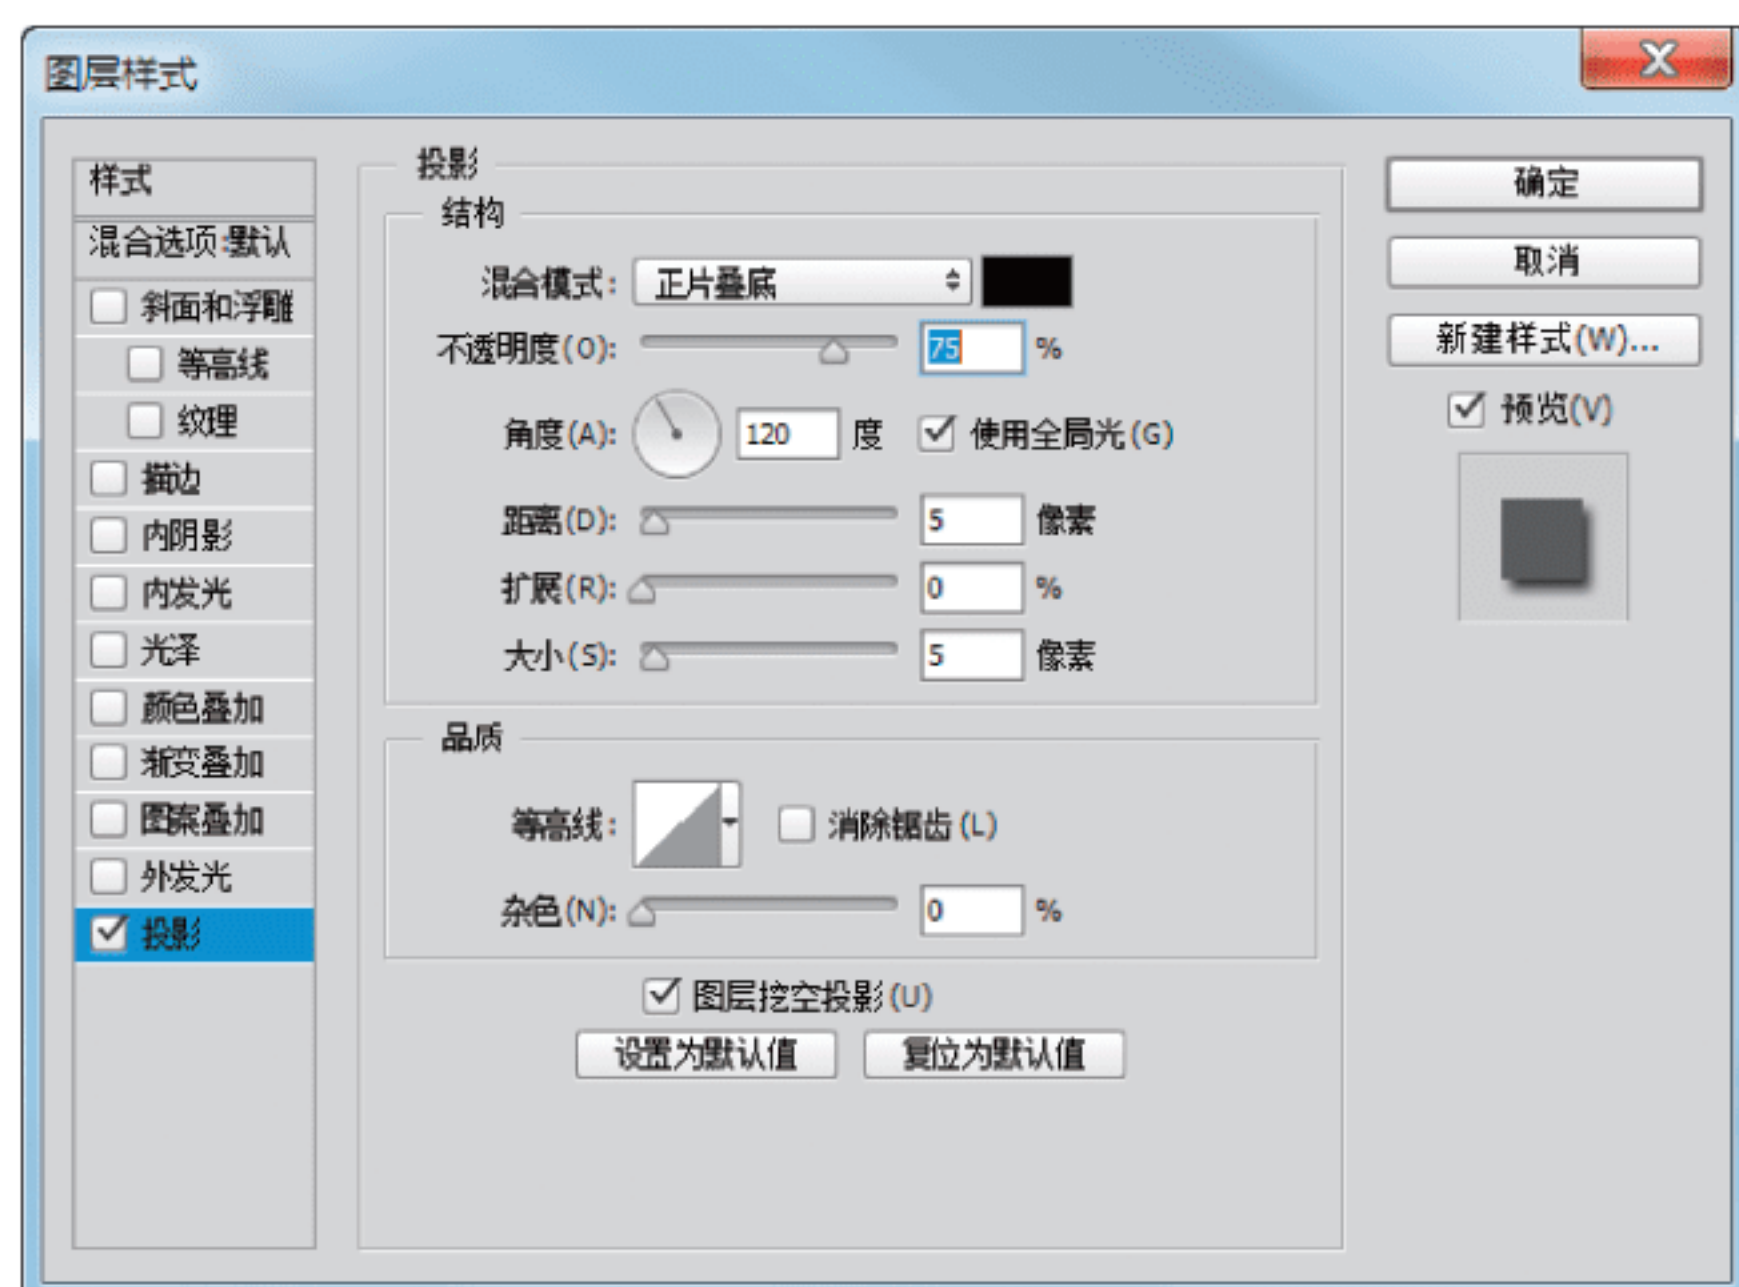 图层样式
样式
混合选项:默认
斜面和浮雕
等高线
纹理
描边
内阴影
内发光
光泽
颜色叠加
渐变叠加
图案叠加
外发光
投影
投影
结构
混合模式: 正片叠底
不透明度(O): 75 %
角度(A): 120 度 使用全局光(G)
距离(D): 5 像素
扩展(R): 0 %
大小(S): 5 像素
品质
等高线: 消除锯齿(L)
杂色(N): 0 %
图层挖空投影(U)
设置为默认值 复位为默认值
确定
取消
新建样式(W)...
预览(V)